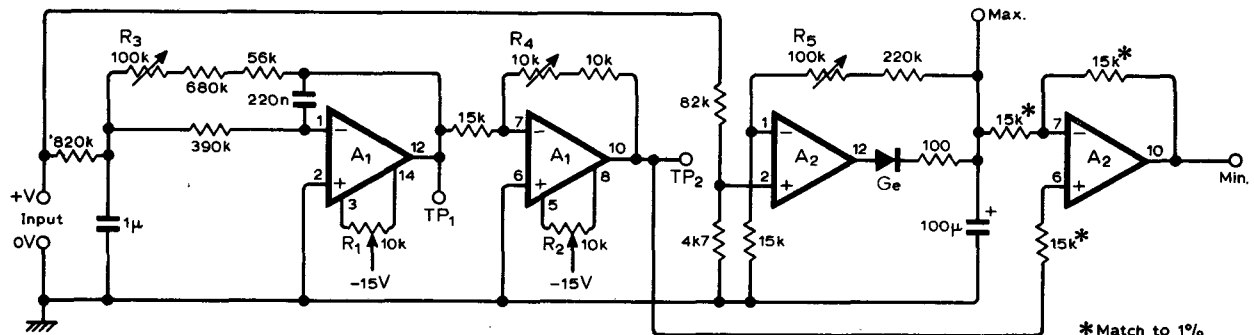 Max.
R3
100k
680k
56k
220n
390k
'820k
+V
Input
0V
1µ
1
2
−
+
A1
12
14
3
R1
10k
-15V
TP1
15k
R4
10k
10k
7
6
−
+
A1
10
8
5
R2
10k
-15V
TP2
82k
4k7
15k
R5
100k
220k
1
2
−
+
A2
12
Ge
100
100µ
+
15k*
15k*
7
6
−
+
A2
10
15k*
Min.
*Match to 1%